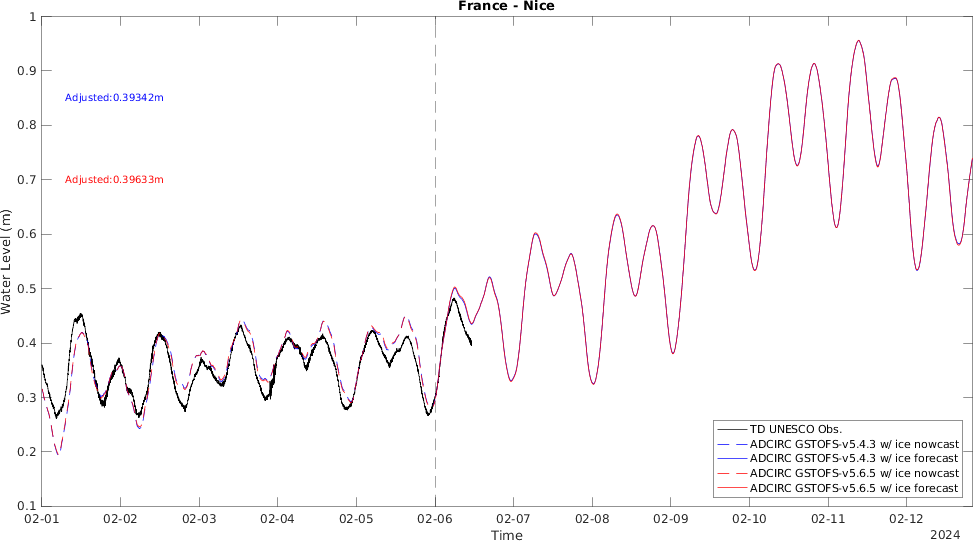 France - Nice
1
0.9
0.8
0.7
0.6
0.5
0.4
0.3
0.2
0.1
Water Level (m)
Adjusted:0.39342m
Adjusted:0.39633m
TD UNESCO Obs.
ADCIRC GSTOFS-v5.4.3 w/ ice nowcast
ADCIRC GSTOFS-v5.4.3 w/ ice forecast
ADCIRC GSTOFS-v5.6.5 w/ ice nowcast
ADCIRC GSTOFS-v5.6.5 w/ ice forecast
02-01 02-02 02-03 02-04 02-05 02-06 02-07 02-08 02-09 02-10 02-11 02-12
Time
2024